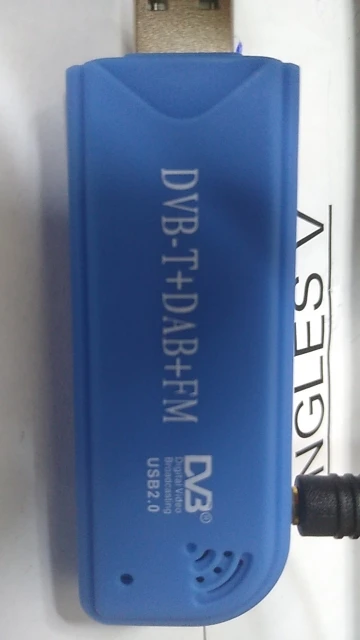 DVB-T+DAB+FM
DVB®
Digital Video
Broadcasting
USB2.0
NGLES V